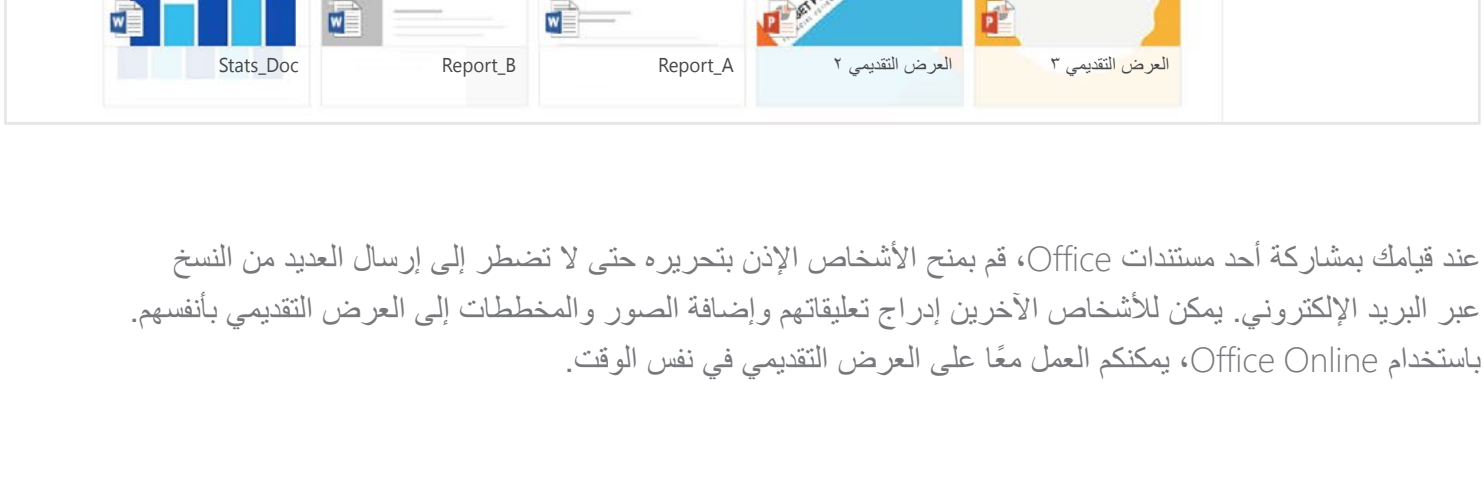 العرض التقديمي ٣
العرض التقديمي ٢
Report_A
Report_B
Stats_Doc
عند قيامك بمشاركة أحد مستندات Office، قم بمنح الأشخاص الإذن بتحريره حتى لا تضطر إلى إرسال العديد من النسخ
عبر البريد الإلكتروني. يمكن للأشخاص الآخرين إدراج تعليقاتهم وإضافة الصور والمخططات إلى العرض التقديمي بأنفسهم.
باستخدام Office Online، يمكنكم العمل معًا على العرض التقديمي في نفس الوقت.